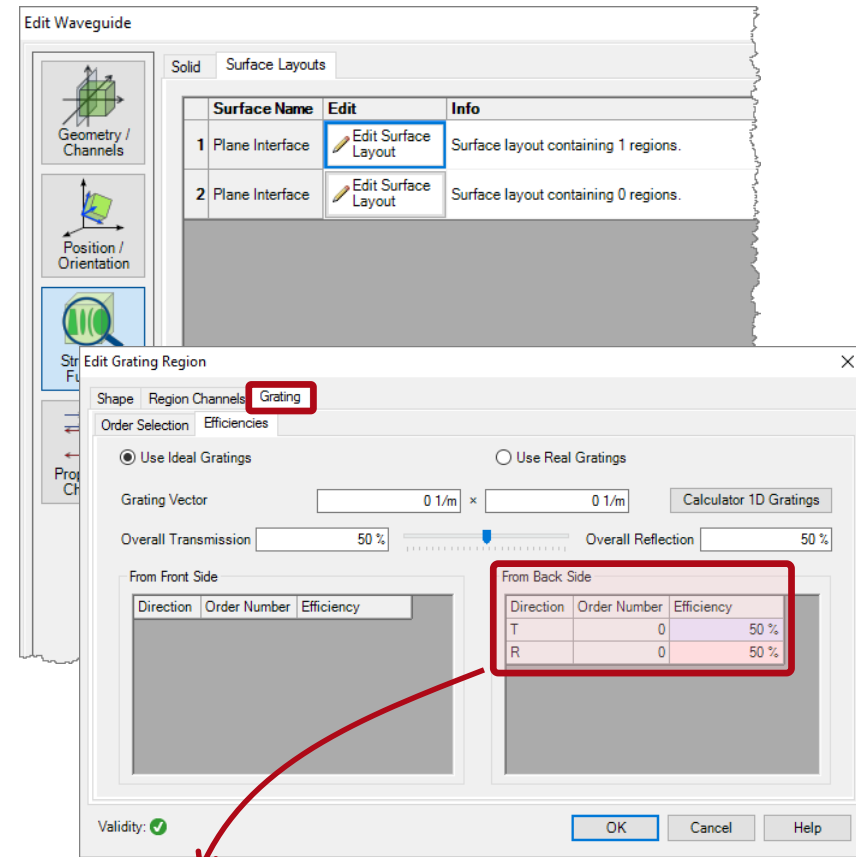 Edit Waveguide
Solid Surface Layouts
Surface Name Edit Info
1 Plane Interface Edit Surface Layout Surface layout containing 1 regions.
2 Plane Interface Edit Surface Layout Surface layout containing 0 regions.
Geometry /
Channels
Position /
Orientation
Edit Grating Region
Shape Region Channels Grating
Order Selection Efficiencies
Use Ideal Gratings Use Real Gratings
Grating Vector 0 1/m × 0 1/m Calculator 1D Gratings
Overall Transmission 50 % Overall Reflection 50 %
From Front Side
Direction Order Number Efficiency
From Back Side
Direction Order Number Efficiency
T 0 50 %
R 0 50 %
Validity: OK Cancel Help